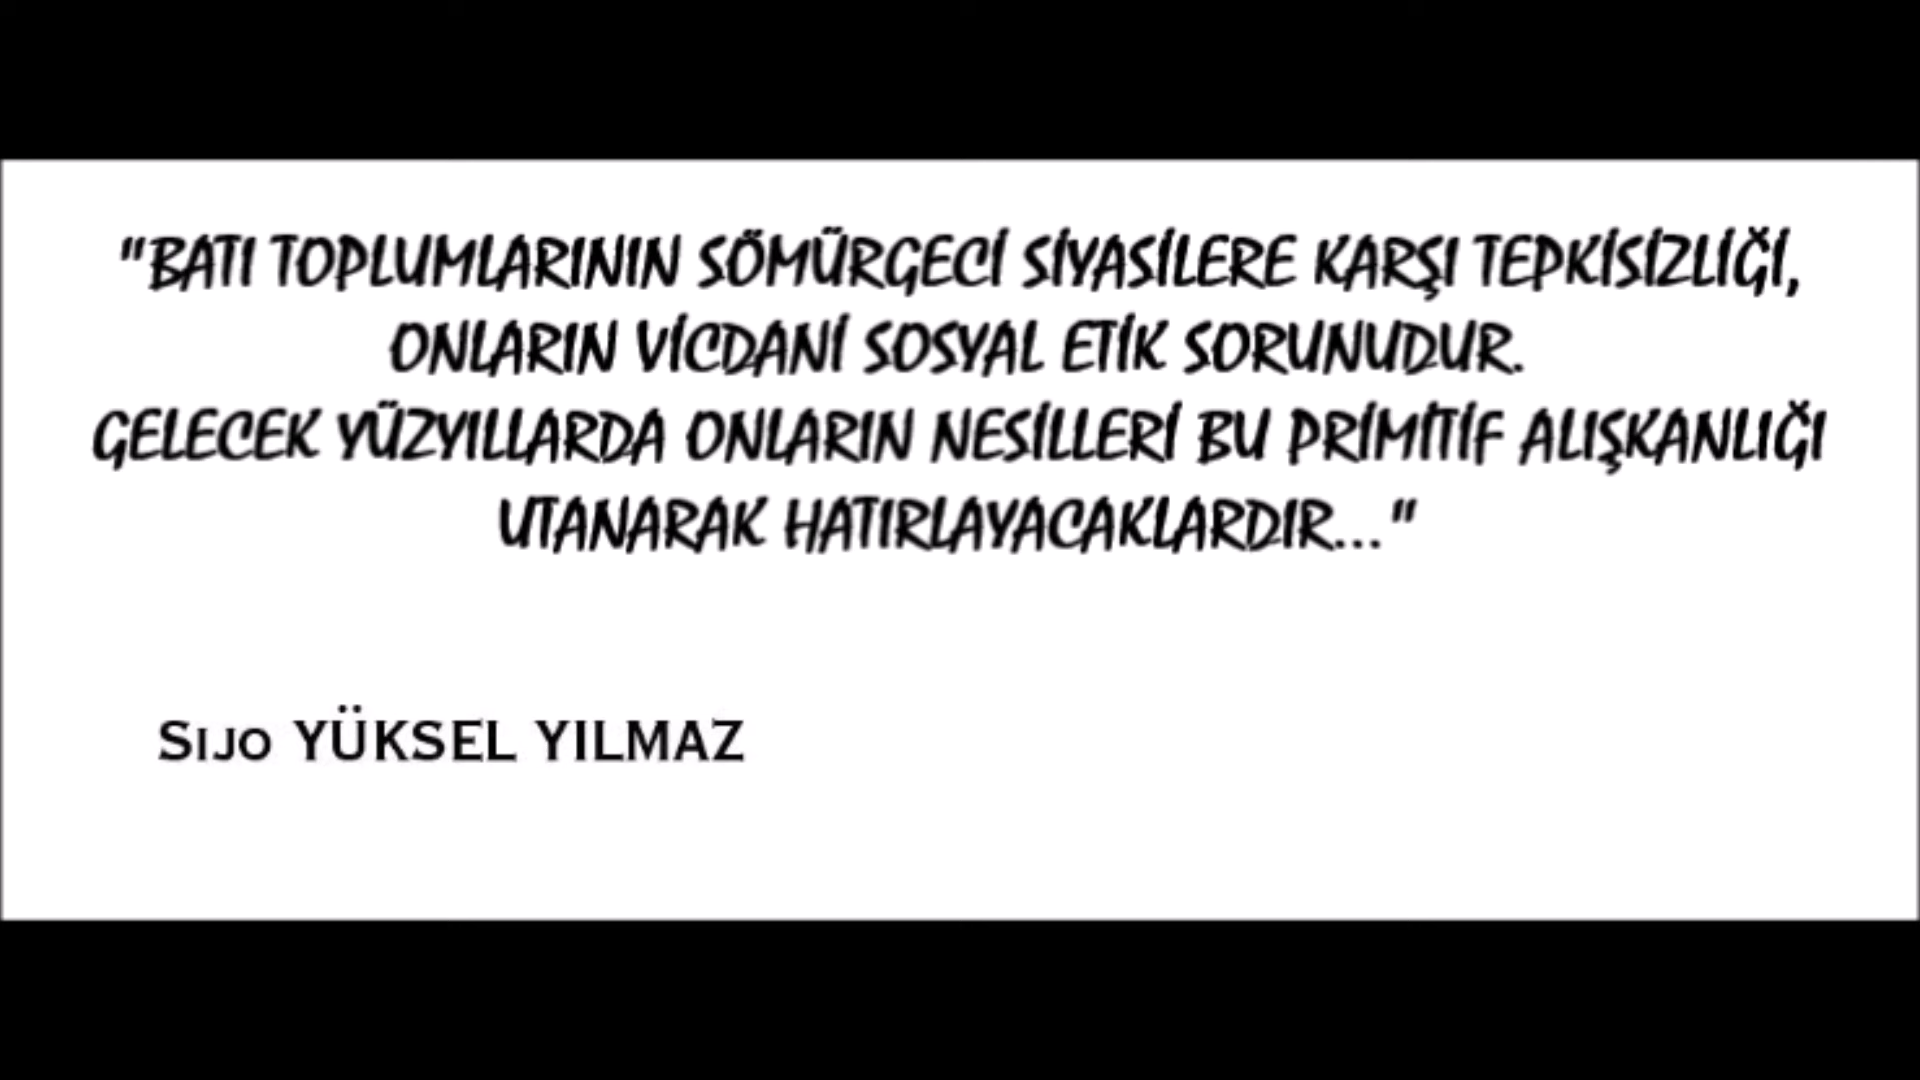 "BATI TOPLUMLARININ SÖMÜRGECİ SİYASİLERE KARŞI TEPKİSİZLİĞİ,
ONLARIN VİCDANİ SOSYAL ETİK SORUNUDUR.
GELECEK YÜZYILLARDA ONLARIN NESİLLERİ BU PRİMİTİF ALIŞKANLIĞI
UTANARAK HATIRLAYACAKLARDIR..."
SIJO YÜKSEL YILMAZ